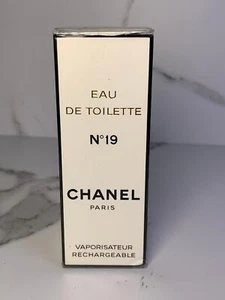 EAU
DE TOILETTE
N°19
CHANEL
PARIS
VAPORISATEUR
RECHARGEABLE